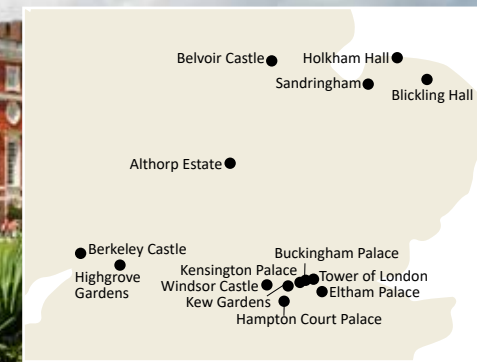 Belvoir Castle
Holkham Hall
Sandringham
Blickling Hall
Althorp Estate
Berkeley Castle
Highgrove
Gardens
Buckingham Palace
Kensington Palace
Tower of London
Windsor Castle
Eltham Palace
Kew Gardens
Hampton Court Palace